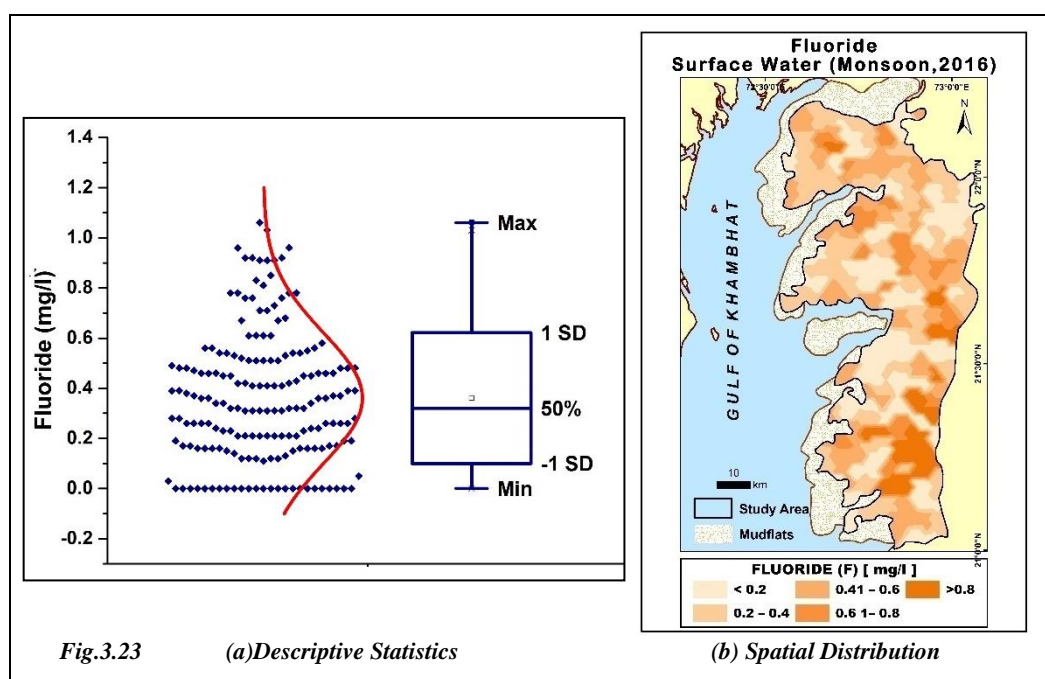 Fluoride (mg/l)
1.4
1.2
1.0
0.8
0.6
0.4
0.2
0.0
-0.2
Max
1 SD
50%
-1 SD
Min
Fluoride
Surface Water (Monsoon,2016)
72°30'0"E
73°0'0"E
N
22°0'0"N
GULF OF KHAMBHAT
21°30'0"N
10
km
Study Area
Mudflats
21°0'0"N
FLUORIDE (F) [ mg/l ]
< 0.2
0.41 – 0.6
>0.8
0.2 – 0.4
0.6 1– 0.8
Fig.3.23 (a)Descriptive Statistics (b) Spatial Distribution